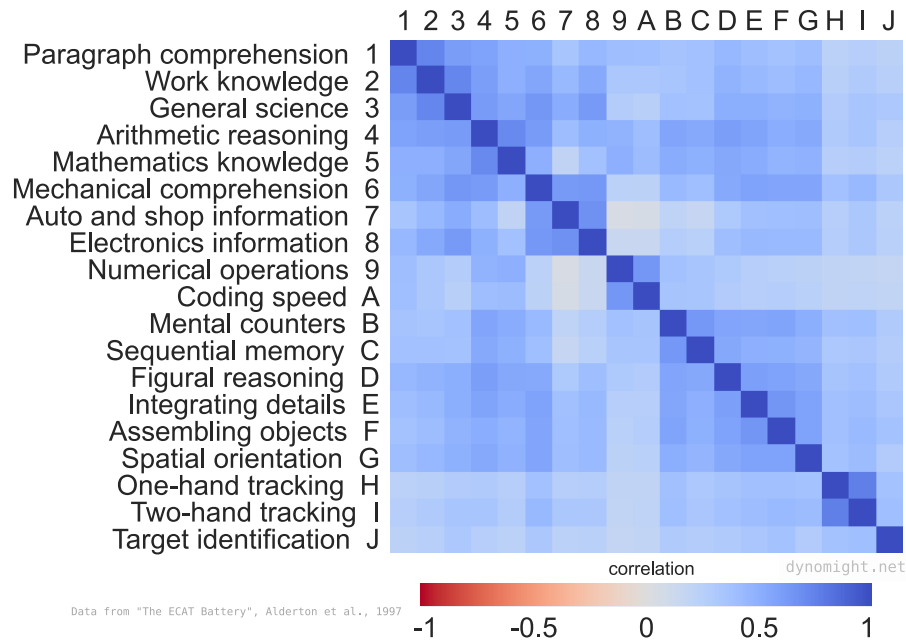 1 2 3 4 5 6 7 8 9 A B C D E F G H I J
Paragraph comprehension 1
Work knowledge 2
General science 3
Arithmetic reasoning 4
Mathematics knowledge 5
Mechanical comprehension 6
Auto and shop information 7
Electronics information 8
Numerical operations 9
Coding speed A
Mental counters B
Sequential memory C
Figural reasoning D
Integrating details E
Assembling objects F
Spatial orientation G
One-hand tracking H
Two-hand tracking I
Target identification J
correlation
dynomight.net
Data from "The ECAT Battery", Alderton et al., 1997
-1 -0.5 0 0.5 1